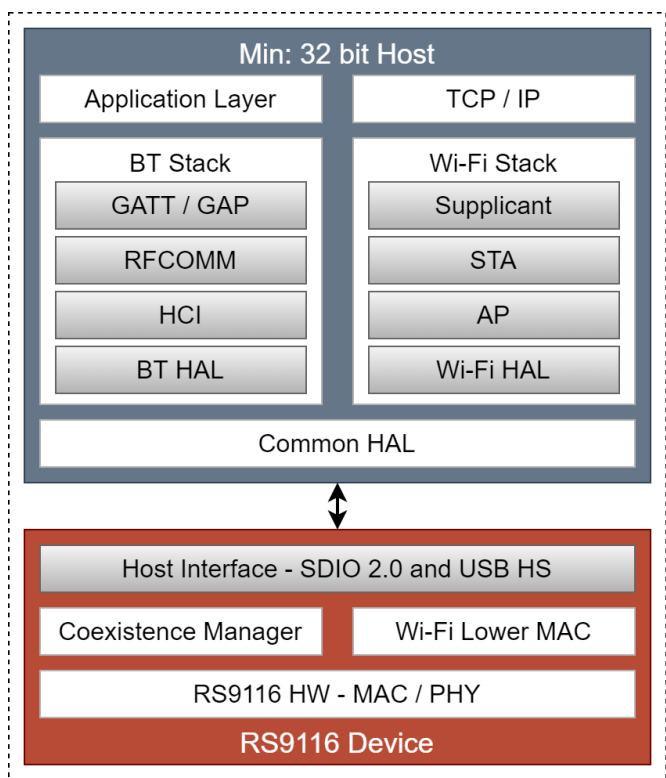 Min: 32 bit Host
Application Layer
TCP / IP
BT Stack
GATT / GAP
RFCOMM
HCI
BT HAL
Wi-Fi Stack
Supplicant
STA
AP
Wi-Fi HAL
Common HAL
Host Interface - SDIO 2.0 and USB HS
Coexistence Manager
Wi-Fi Lower MAC
RS9116 HW - MAC / PHY
RS9116 Device